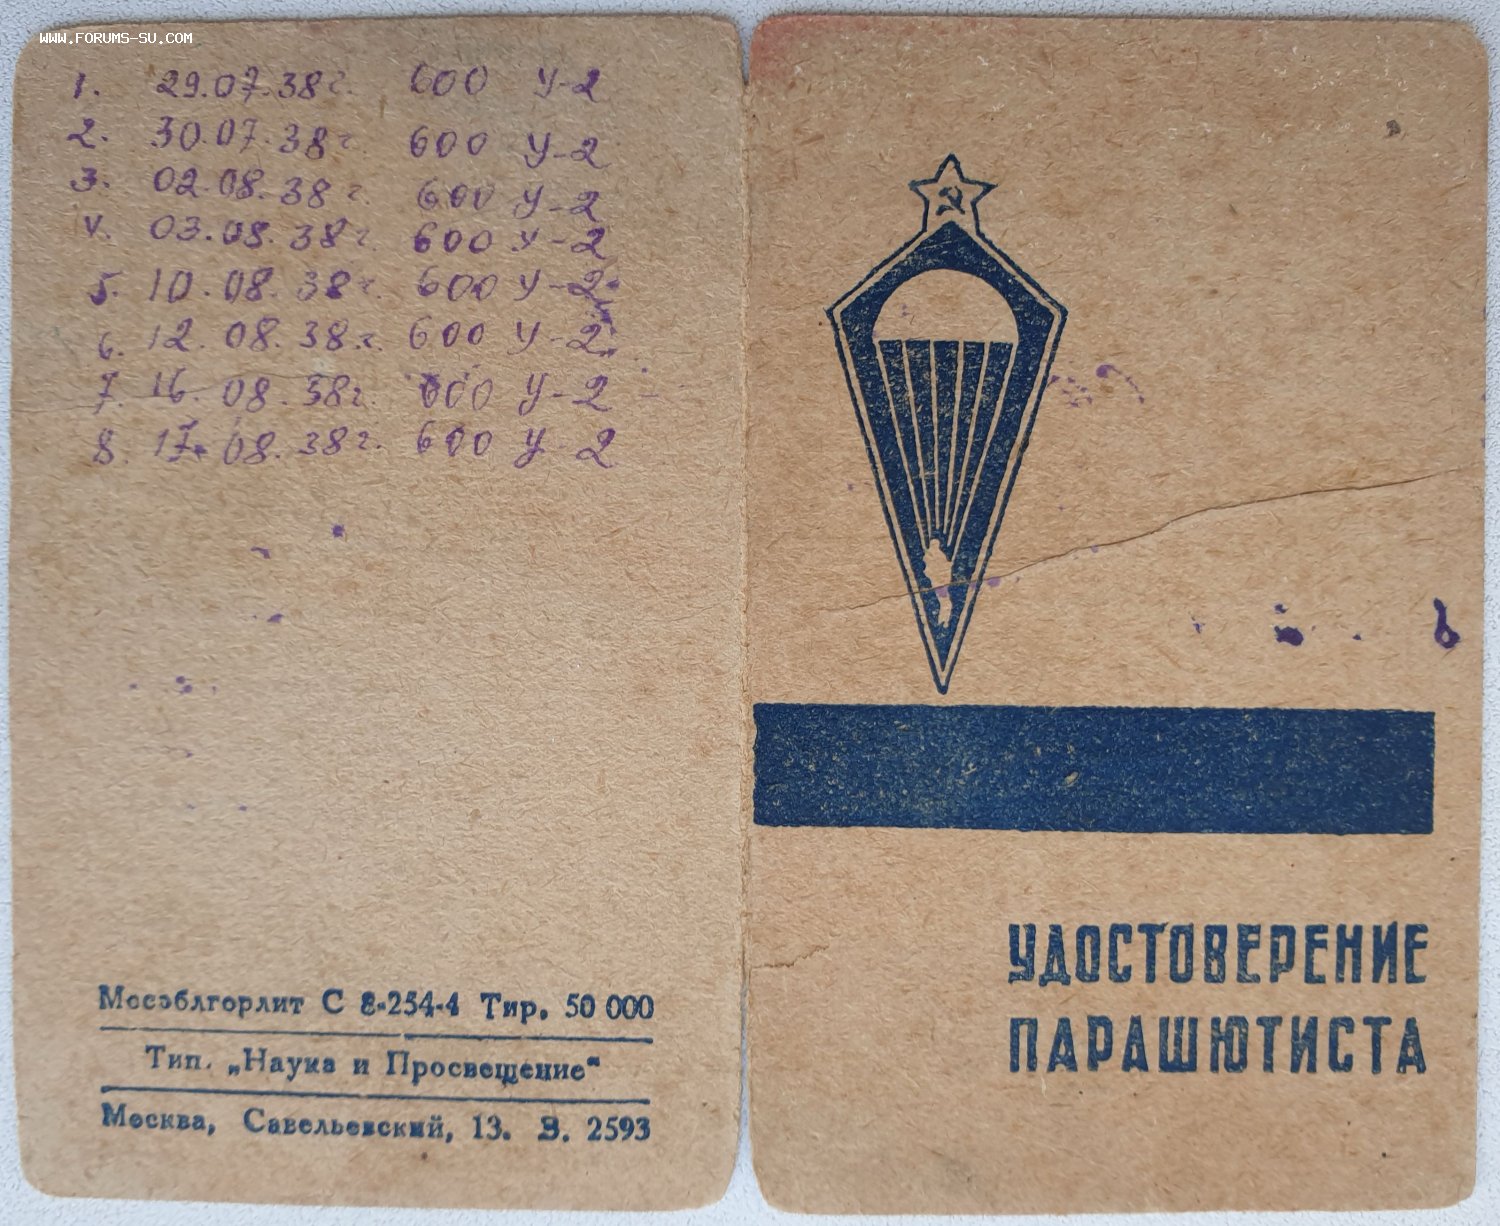 WWW.FORUMS-SU.COM
1. 29.07.38г. 600 У-2
2. 30.07.38г. 600 У-2
3. 02.08.38г. 600 У-2
V. 03.08.38г. 600 У-2
5. 10.08.38г. 600 У-2
6. 12.08.38.г. 600 У-2
7. 16.08.38г. 600 У-2
8. 17.08.38г. 600 У-2
Мособлгорлит С 8-254-4 Тир. 50 000
Тип. „Наука и Просвещение“
Москва, Савельевский, 13. З. 2593
УДОСТОВЕРЕНИЕ
ПАРАШЮТИСТА